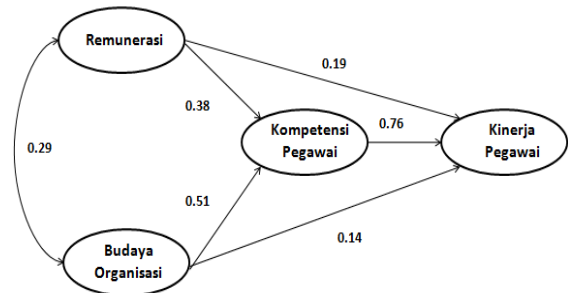 Remunerasi
0.19
0.38
Kompetensi
Pegawai
0.76
Kinerja
Pegawai
0.29
0.51
0.14
Budaya
Organisasi